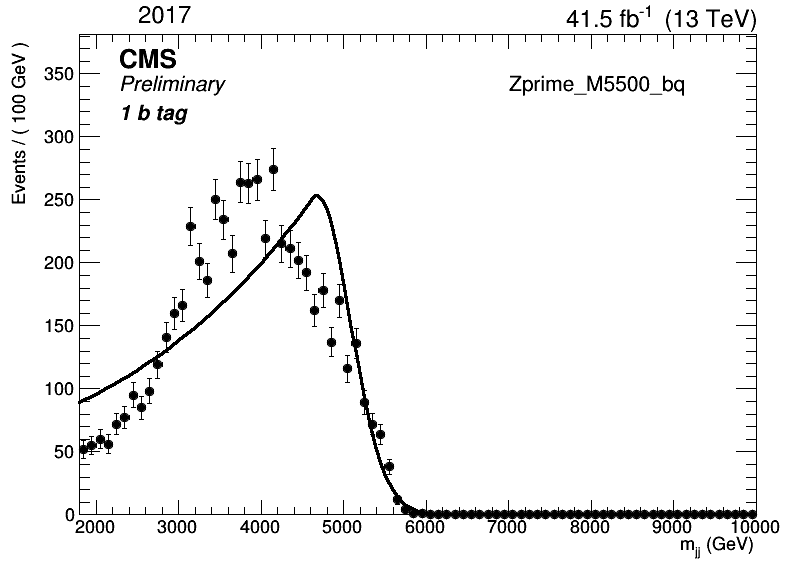 2017
41.5 fb-1 (13 TeV)
CMS
Preliminary
1 b tag
Zprime_M5500_bq
Events / ( 100 GeV )
350
300
250
200
150
100
50
0
2000 3000 4000 5000 6000 7000 8000 9000 10000
mjj (GeV)